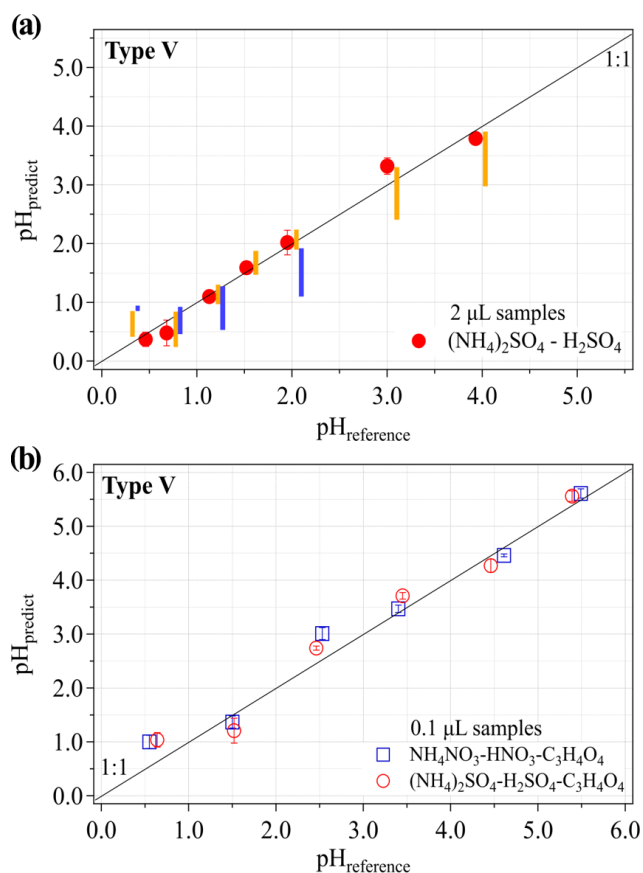 (a)
Type V
1:1
5.0
4.0
3.0
2.0
1.0
0.0
pH_predict
2 μL samples
(NH₄)₂SO₄ - H₂SO₄
0.0 1.0 2.0 3.0 4.0 5.0
pH_reference
(b)
Type V
6.0
5.0
4.0
3.0
2.0
1.0
0.0
pH_predict
1:1
0.1 μL samples
NH₄NO₃-HNO₃-C₃H₄O₄
(NH₄)₂SO₄-H₂SO₄-C₃H₄O₄
0.0 1.0 2.0 3.0 4.0 5.0 6.0
pH_reference